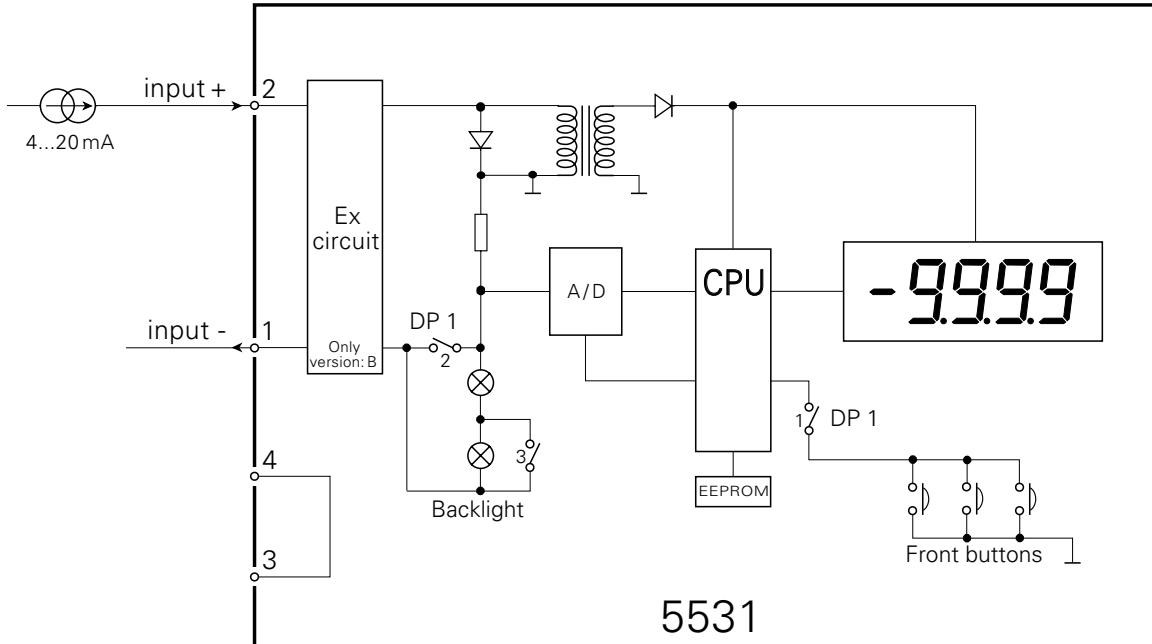 input +
2
4...20 mA
Ex
circuit
Only
version: B
input -
1
DP 1
2
3
Backlight
4
3
A/D
CPU
EEPROM
-9.9.9.9
1
DP 1
Front buttons
5531